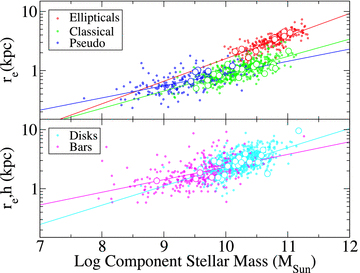 10
Ellipticals
Classical
Pseudo
r_e (kpc)
1
10
Disks
Bars
r_e h (kpc)
1
7 8 9 10 11 12
Log Component Stellar Mass (M_Sun)